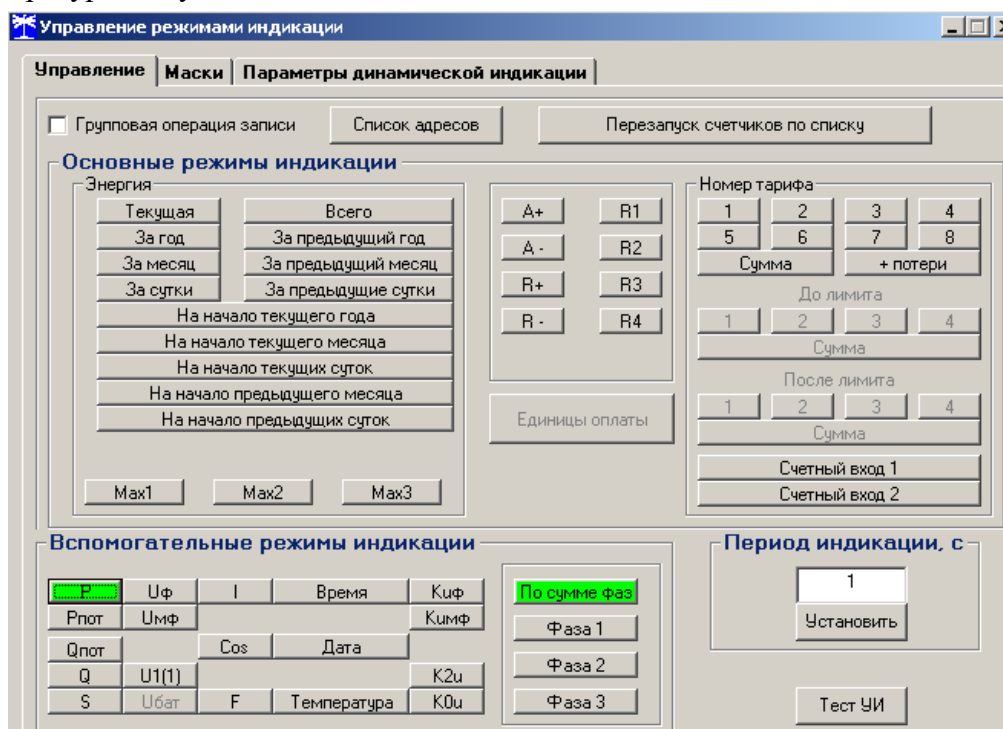 Управление режимами индикации
Управление Маски Параметры динамической индикации
Групповая операция записи Список адресов Перезапуск счетчиков по списку
Основные режимы индикации
Энергия
Текущая Всего
За год За предыдущий год
За месяц За предыдущий месяц
За сутки За предыдущие сутки
На начало текущего года
На начало текущего месяца
На начало текущих суток
На начало предыдущего месяца
На начало предыдущих суток
Max1 Max2 Max3
A+ R1
A - R2
R+ R3
R - R4
Единицы оплаты
Номер тарифа
1 2 3 4
5 6 7 8
Сумма + потери
До лимита
1 2 3 4
Сумма
После лимита
1 2 3 4
Сумма
Счетный вход 1
Счетный вход 2
Вспомогательные режимы индикации
P Uф I Время Kuф
Pпот Uмф Kuмф
Qпот Cos Дата
Q U1(1) K2u
S Uбат F Температура K0u
По сумме фаз
Фаза 1
Фаза 2
Фаза 3
Период индикации, с
1
Установить
Тест УИ